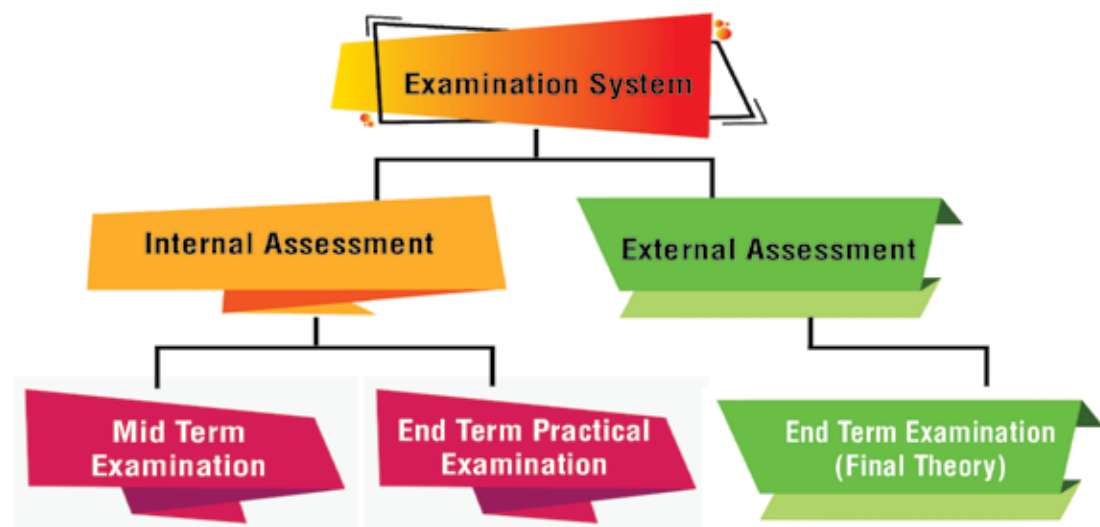 Examination System
Internal Assessment
External Assessment
Mid Term
Examination
End Term Practical
Examination
End Term Examination
(Final Theory)